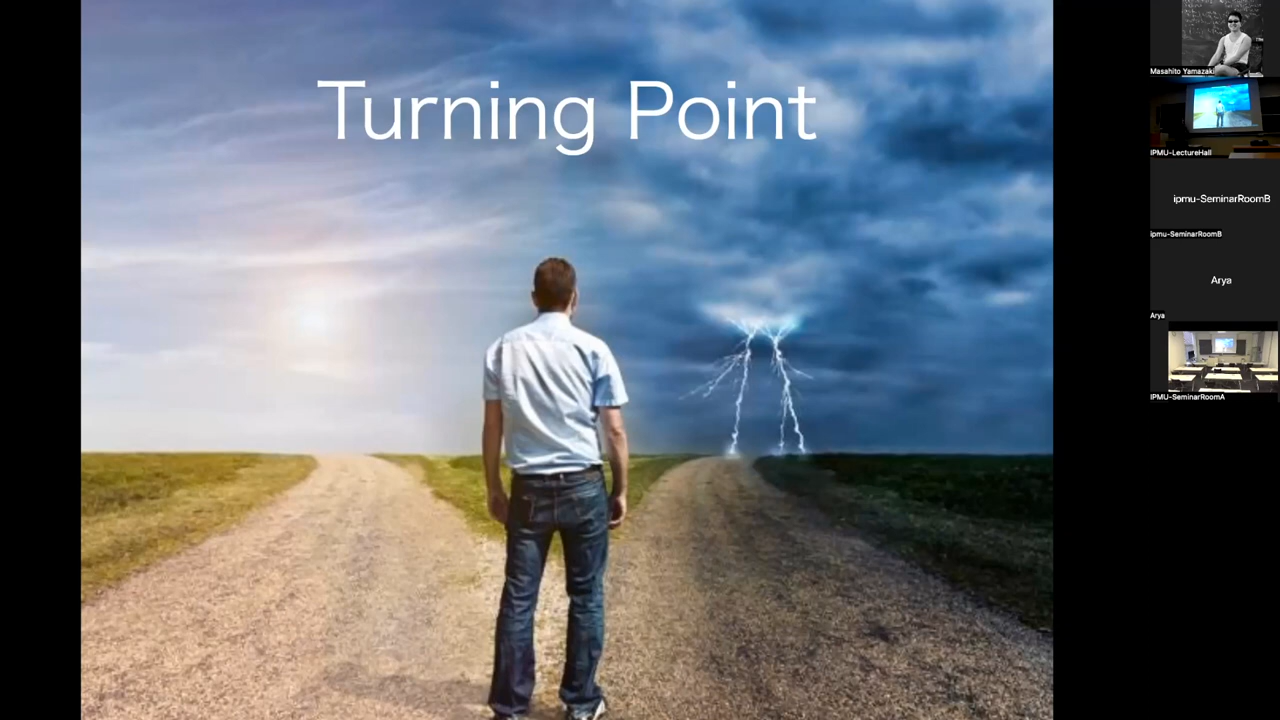 Turning Point
Masahito Yamazaki
IPMU-LectureHall
ipmu-SeminarRoomB
ipmu-SeminarRoomB
Arya
Arya
IPMU-SeminarRoomA